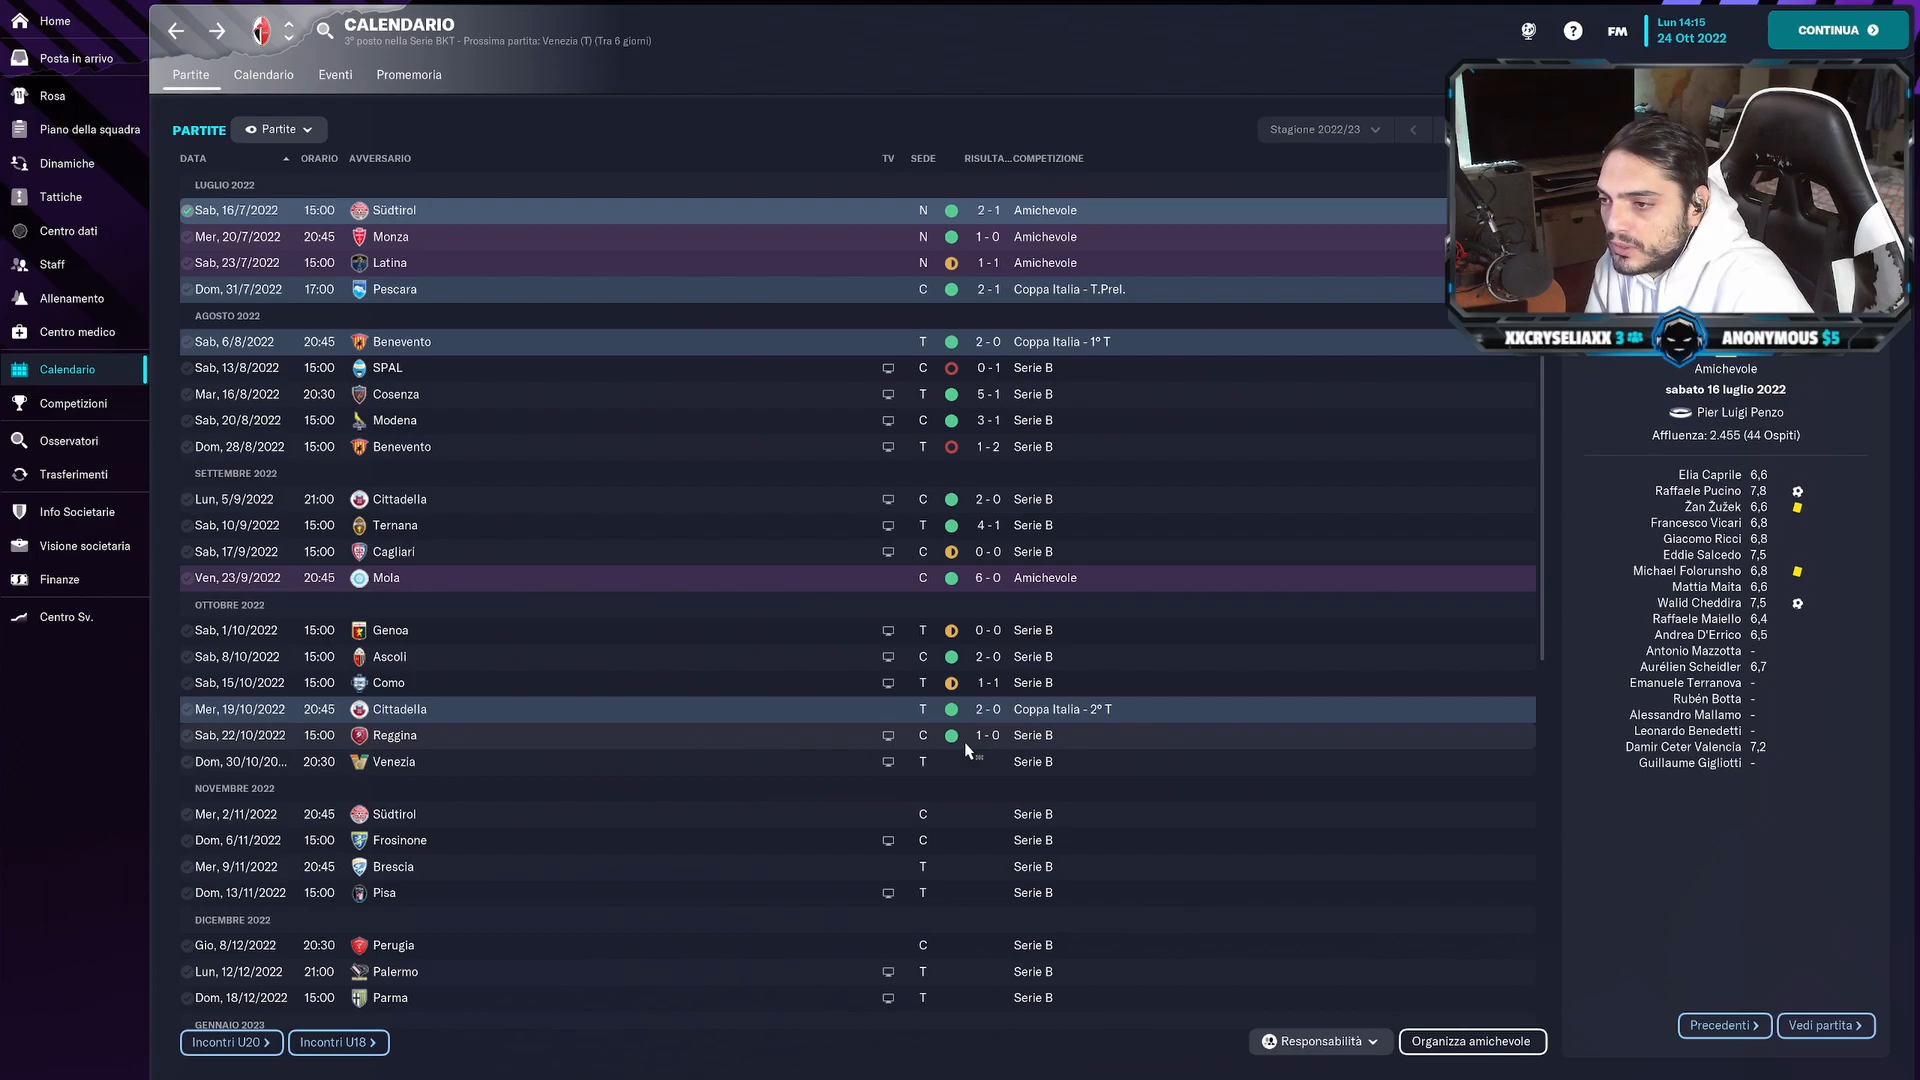 Home
Posta in arrivo
Rosa
Piano della squadra
Dinamiche
Tattiche
Centro dati
Staff
Allenamento
Centro medico
Calendario
Competizioni
Osservatori
Trasferimenti
Info Societarie
Visione societaria
Finanze
Centro Sv.
CALENDARIO
3° posto nella Serie BKT - Prossima partita: Venezia (T) (Tra 6 giorni)
FM
Lun 14:15
24 Ott 2022
CONTINUA
Partite Calendario Eventi Promemoria
PARTITE Partite
Stagione 2022/23
DATA ORARIO AVVERSARIO TV SEDE RISULTA... COMPETIZIONE
LUGLIO 2022
Sab, 16/7/2022 15:00 Südtirol N 2 - 1 Amichevole
Mer, 20/7/2022 20:45 Monza N 1 - 0 Amichevole
Sab, 23/7/2022 15:00 Latina N 1 - 1 Amichevole
Dom, 31/7/2022 17:00 Pescara C 2 - 1 Coppa Italia - T.Prel.
AGOSTO 2022
Sab, 6/8/2022 20:45 Benevento T 2 - 0 Coppa Italia - 1° T
Sab, 13/8/2022 15:00 SPAL C 0 - 1 Serie B
Mar, 16/8/2022 20:30 Cosenza T 5 - 1 Serie B
Sab, 20/8/2022 15:00 Modena C 3 - 1 Serie B
Dom, 28/8/2022 15:00 Benevento T 1 - 2 Serie B
SETTEMBRE 2022
Lun, 5/9/2022 21:00 Cittadella C 2 - 0 Serie B
Sab, 10/9/2022 15:00 Ternana T 4 - 1 Serie B
Sab, 17/9/2022 15:00 Cagliari C 0 - 0 Serie B
Ven, 23/9/2022 20:45 Mola C 6 - 0 Amichevole
OTTOBRE 2022
Sab, 1/10/2022 15:00 Genoa T 0 - 0 Serie B
Sab, 8/10/2022 15:00 Ascoli C 2 - 0 Serie B
Sab, 15/10/2022 15:00 Como T 1 - 1 Serie B
Mer, 19/10/2022 20:45 Cittadella T 2 - 0 Coppa Italia - 2° T
Sab, 22/10/2022 15:00 Reggina C 1 - 0 Serie B
Dom, 30/10/20... 20:30 Venezia T Serie B
NOVEMBRE 2022
Mer, 2/11/2022 20:45 Südtirol C Serie B
Dom, 6/11/2022 15:00 Frosinone C Serie B
Mer, 9/11/2022 20:45 Brescia T Serie B
Dom, 13/11/2022 15:00 Pisa T Serie B
DICEMBRE 2022
Gio, 8/12/2022 20:30 Perugia C Serie B
Lun, 12/12/2022 21:00 Palermo T Serie B
Dom, 18/12/2022 15:00 Parma T Serie B
GENNAIO 2023
Incontri U20 Incontri U18
Responsabilità Organizza amichevole
XXCRYSELIAXX 3 ANONYMOUS $5
Amichevole
sabato 16 luglio 2022
Pier Luigi Penzo
Affluenza: 2.455 (44 Ospiti)
Elia Caprile 6,6
Raffaele Pucino 7,8
Žan Žužek 6,6
Francesco Vicari 6,8
Giacomo Ricci 6,8
Eddie Salcedo 7,5
Michael Folorunsho 6,8
Mattia Maita 6,6
Walid Cheddira 7,5
Raffaele Maiello 6,4
Andrea D'Errico 6,5
Antonio Mazzotta -
Aurélien Scheidler 6,7
Emanuele Terranova -
Rubén Botta -
Alessandro Mallamo -
Leonardo Benedetti -
Damir Ceter Valencia 7,2
Guillaume Gigliotti -
Precedenti Vedi partita